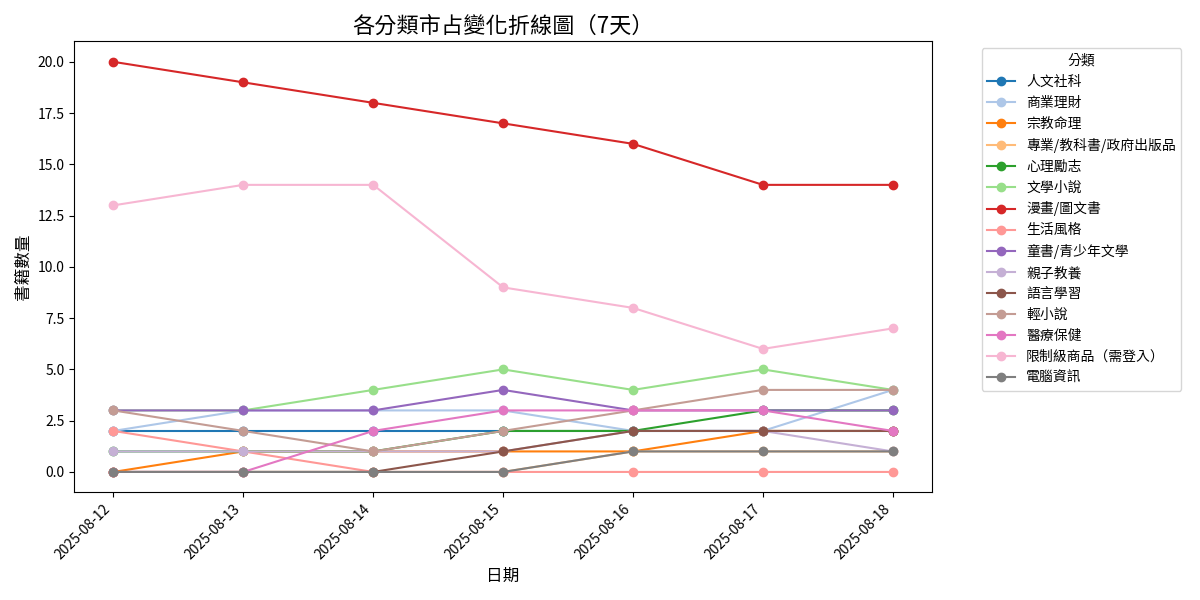 各分類市占變化折線圖（7天）
書籍數量
20.0
17.5
15.0
12.5
10.0
7.5
5.0
2.5
0.0
2025-08-12
2025-08-13
2025-08-14
2025-08-15
2025-08-16
2025-08-17
2025-08-18
日期
分類
人文社科
商業理財
宗教命理
專業/教科書/政府出版品
心理勵志
文學小說
漫畫/圖文書
生活風格
童書/青少年文學
親子教養
語言學習
輕小說
醫療保健
限制級商品（需登入）
電腦資訊